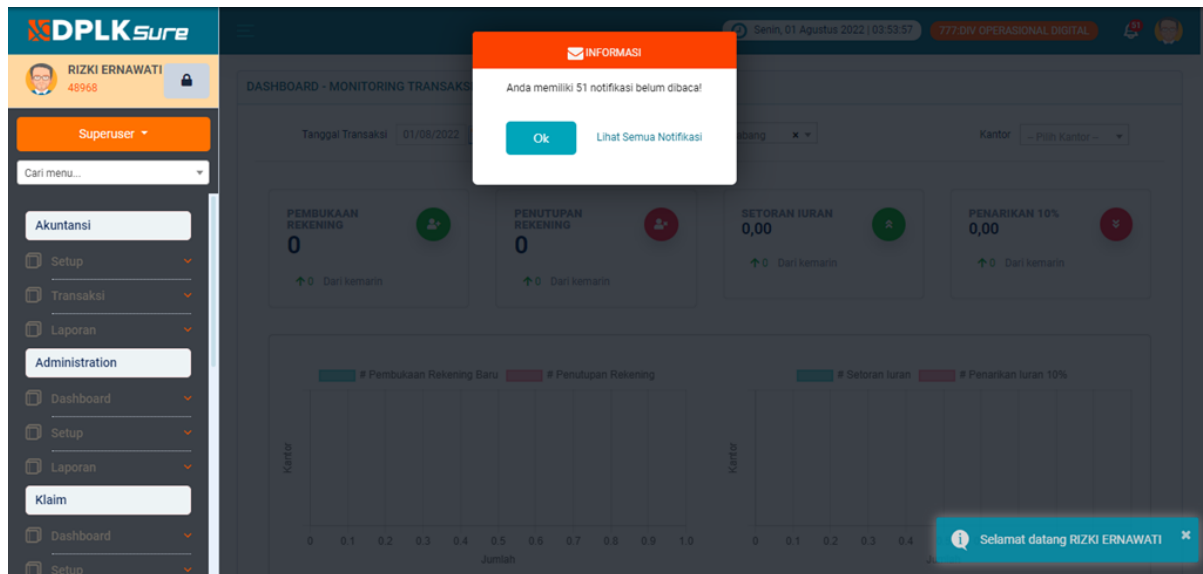 DPLKSure
Senin, 01 Agustus 2022 | 03:53:57
777:DIV OPERASIONAL DIGITAL
51
RIZKI ERNAWATI
48968
Superuser
Cari menu...
Akuntansi
Setup
Transaksi
Laporan
Administration
Dashboard
Setup
Laporan
Klaim
Dashboard
Setup
INFORMASI
Anda memiliki 51 notifikasi belum dibaca!
Ok
Lihat Semua Notifikasi
DASHBOARD - MONITORING TRANSAKS
Tanggal Transaksi 01/08/2022
abang × Kantor -- Pilih Kantor --
PEMBUKAAN
REKENING
0
0 Dari kemarin
PENUTUPAN
REKENING
0
0 Dari kemarin
SETORAN IURAN
0,00
0 Dari kemarin
PENARIKAN 10%
0,00
0 Dari kemarin
# Pembukaan Rekening Baru # Penutupan Rekening
Kantor
0 0.1 0.2 0.3 0.4 0.5 0.6 0.7 0.8 0.9 1.0
Jumlah
# Setoran Iuran # Penarikan Iuran 10%
Kantor
0 0.1 0.2 0.3 0.4
Selamat datang RIZKI ERNAWATI ×